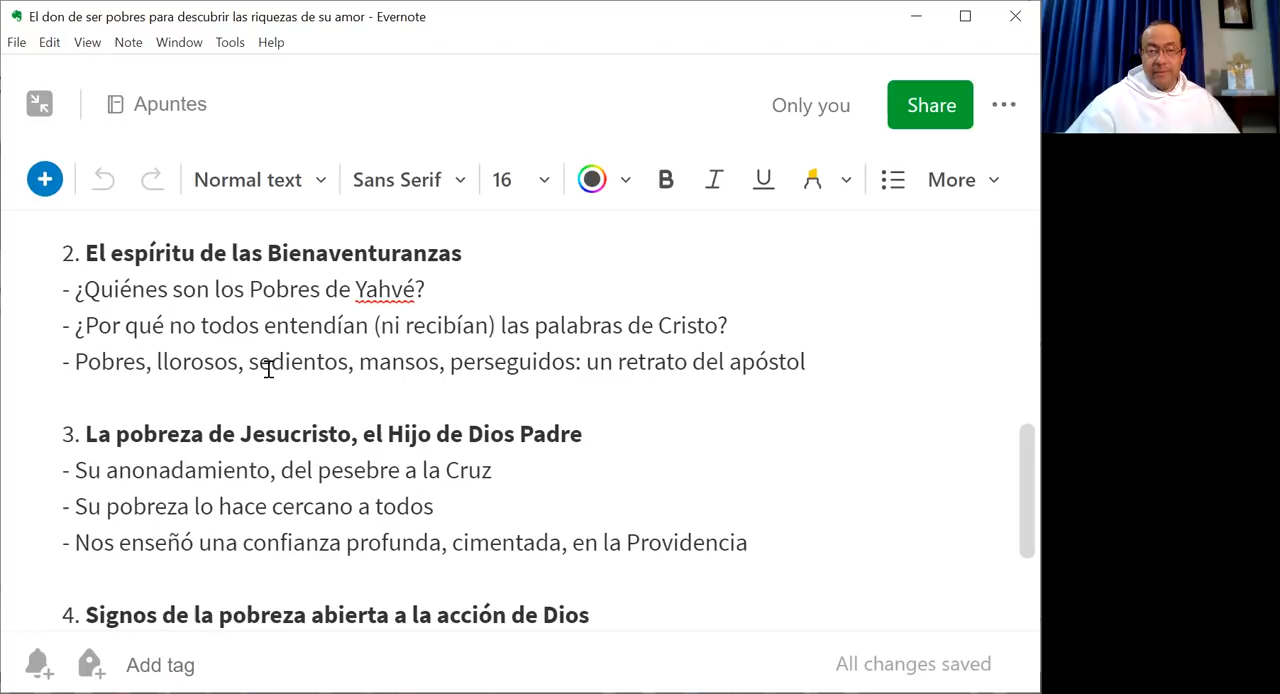 El don de ser pobres para descubrir las riquezas de su amor - Evernote
File Edit View Note Window Tools Help
Apuntes Only you Share
Normal text Sans Serif 16 B I U More
2. El espíritu de las Bienaventuranzas
- ¿Quiénes son los Pobres de Yahvé?
- ¿Por qué no todos entendían (ni recibían) las palabras de Cristo?
- Pobres, llorosos, sedientos, mansos, perseguidos: un retrato del apóstol
3. La pobreza de Jesucristo, el Hijo de Dios Padre
- Su anonadamiento, del pesebre a la Cruz
- Su pobreza lo hace cercano a todos
- Nos enseñó una confianza profunda, cimentada, en la Providencia
4. Signos de la pobreza abierta a la acción de Dios
Add tag All changes saved